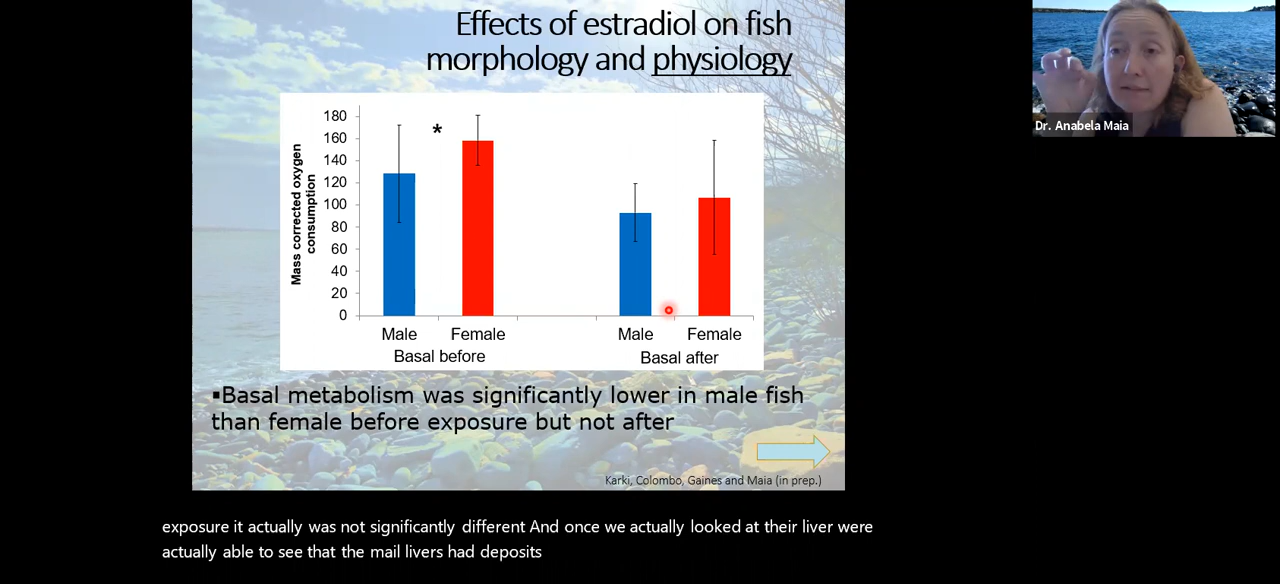 Effects of estradiol on fish
morphology and physiology
Dr. Anabela Maia
Mass corrected oxygen
consumption
180
160
140
120
100
80
60
40
20
0
*
Male Female Male Female
Basal before Basal after
▪Basal metabolism was significantly lower in male fish
than female before exposure but not after
Karki, Colombo, Gaines and Maia (in prep.)
exposure it actually was not significantly different And once we actually looked at their liver were
actually able to see that the mail livers had deposits